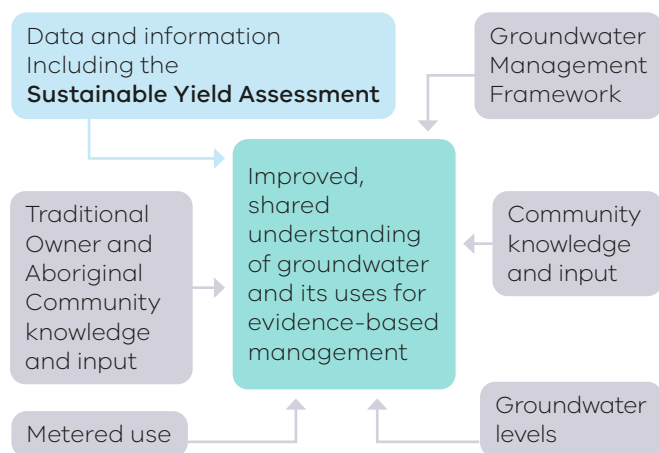 Data and information
Including the
Sustainable Yield Assessment
Groundwater
Management
Framework
Improved,
shared
understanding
of groundwater
and its uses for
evidence-based
management
Traditional
Owner and
Aboriginal
Community
knowledge
and input
Community
knowledge
and input
Metered use
Groundwater
levels